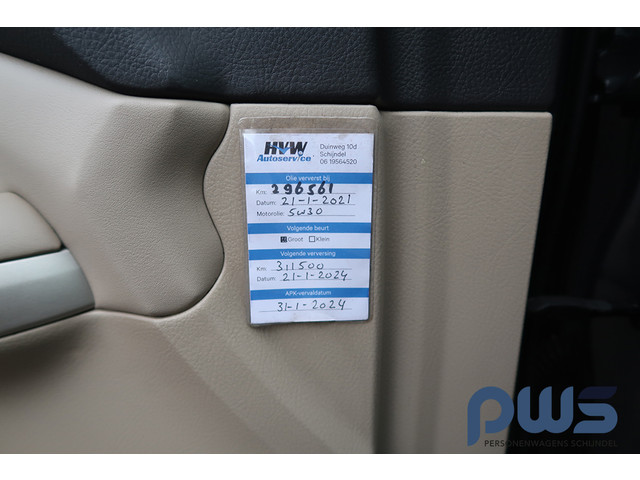 HVW
Autoservice
Duinweg 10d
Schijndel
06 19564520
Olie ververst bij
Km: 296561
Datum: 21-1-2021
Motorolie: 5W30
Volgende beurt
Groot Klein
Volgende verversing
Km: 311500
Datum: 21-1-2024
APK-vervaldatum
31-1-2024
PWS
PERSONENWAGENS SCHIJNDEL